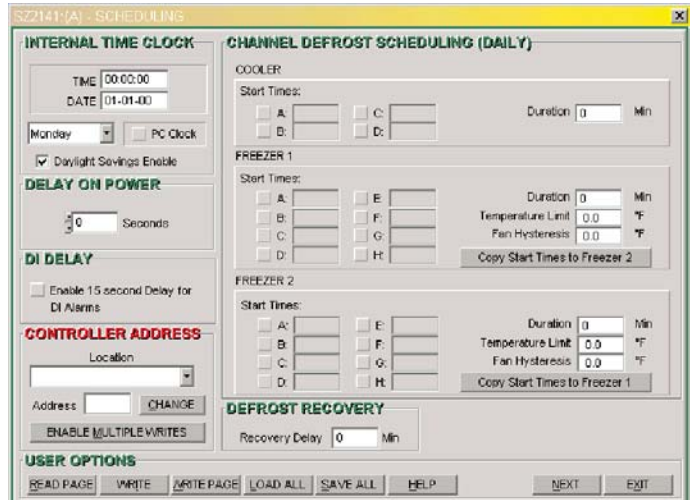 SZ2141:(A) - SCHEDULING
INTERNAL TIME CLOCK
TIME 00:00:00
DATE 01-01-00
Monday PC Clock
Daylight Savings Enable
DELAY ON POWER
0 Seconds
DI DELAY
Enable 15 second Delay for
DI Alarms
CONTROLLER ADDRESS
Location
Address CHANGE
ENABLE MULTIPLE WRITES
CHANNEL DEFROST SCHEDULING (DAILY)
COOLER
Start Times:
A: C: Duration 0 Min
B: D:
FREEZER 1
Start Times:
A: E: Duration 0 Min
B: F: Temperature Limit 0.0 °F
C: G: Fan Hysteresis 0.0 °F
D: H: Copy Start Times to Freezer 2
FREEZER 2
Start Times:
A: E: Duration 0 Min
B: F: Temperature Limit 0.0 °F
C: G: Fan Hysteresis 0.0 °F
D: H: Copy Start Times to Freezer 1
DEFROST RECOVERY
Recovery Delay 0 Min
USER OPTIONS
READ PAGE WRITE WRITE PAGE LOAD ALL SAVE ALL HELP NEXT EXIT